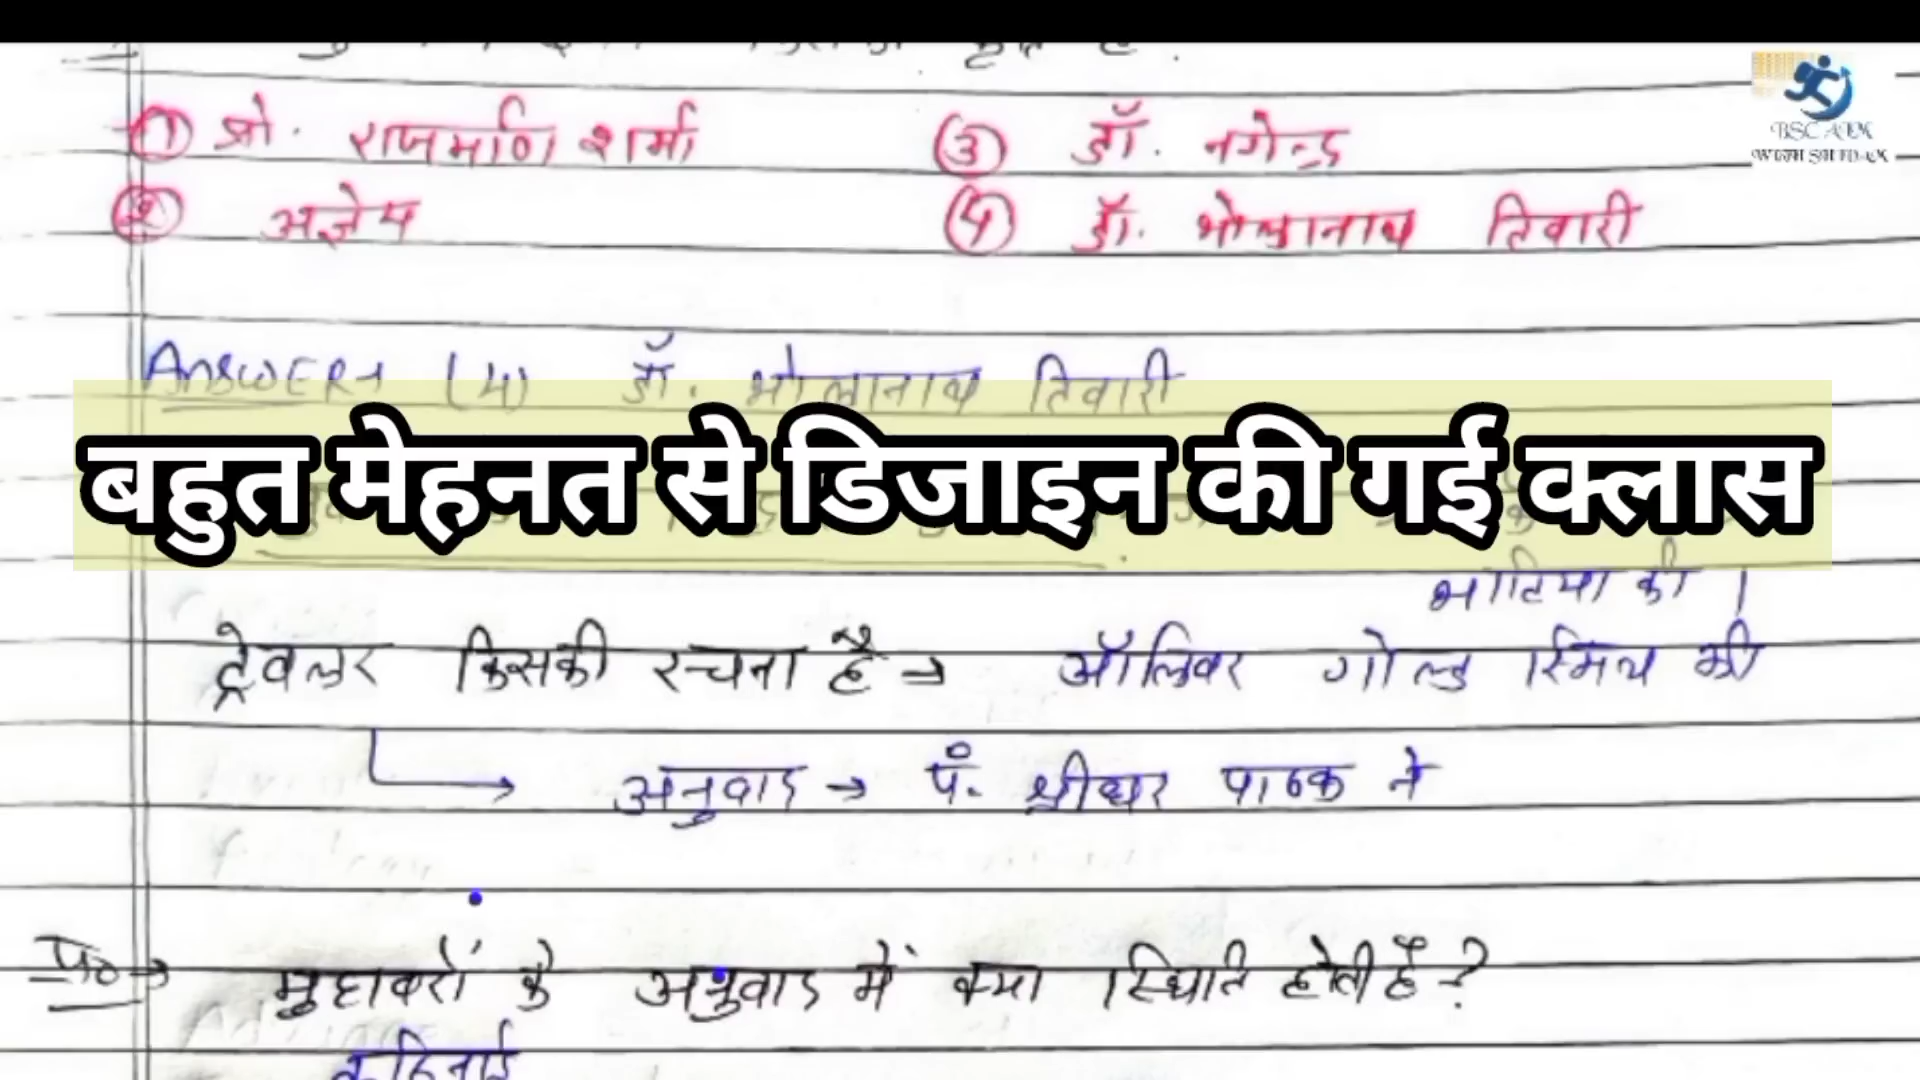 ① प्रो. राजमणि शर्मा ③ डॉ. नगेन्द्र
② अज्ञेय ④ डॉ. भोलानाथ तिवारी
ANSWER→ (4) डॉ. भोलानाथ तिवारी
बहुत मेहनत से डिजाइन की गई क्लास
भाटिया की |
ट्रेवलर किसकी रचना है → ऑलिवर गोल्ड स्मिथ की
अनुवाद → पं. श्रीधर पाठक ने
प्र०→ मुहावरों के अनुवाद में क्या स्थिति होती है ?
कठिनाई